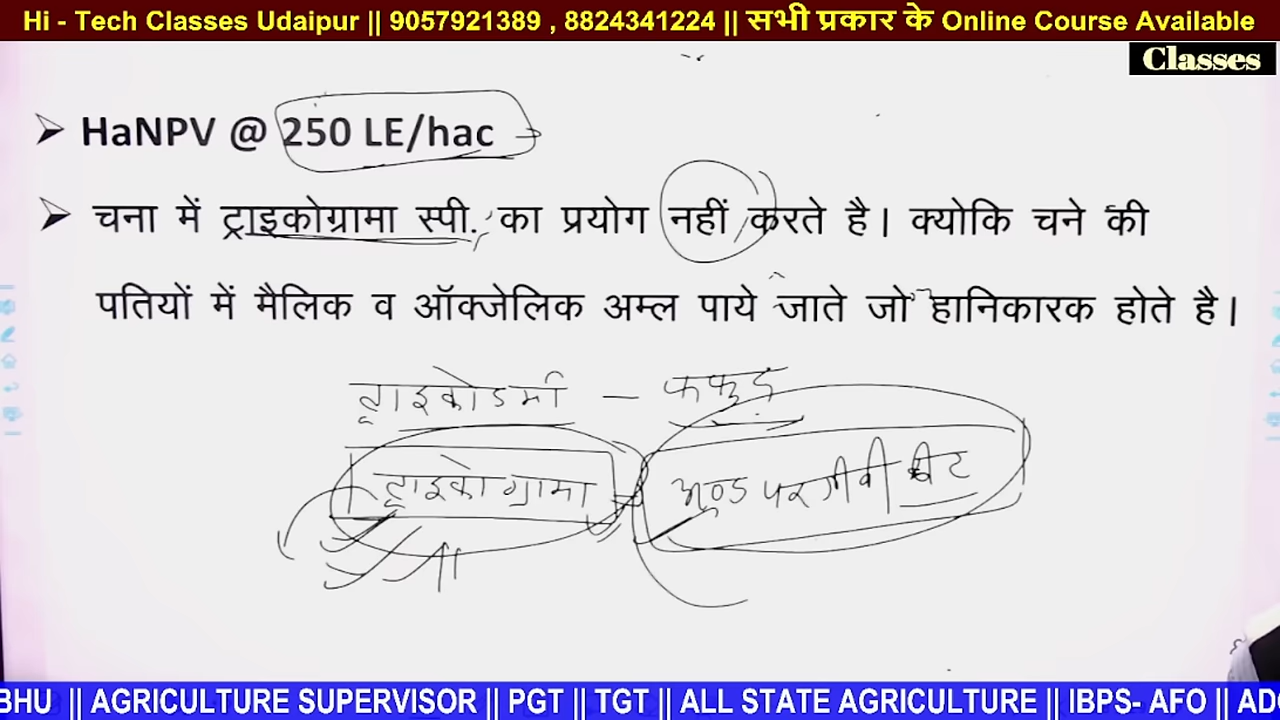 Hi - Tech Classes Udaipur || 9057921389 , 8824341224 || सभी प्रकार के Online Course Available
Classes
➤ HaNPV @ 250 LE/hac
➤ चना में ट्राइकोग्रामा स्पी. का प्रयोग नहीं करते है। क्योकि चने की
पतियों में मैलिक व ऑक्जेलिक अम्ल पाये जाते जो हानिकारक होते है।
ट्राइकोडर्मा — फफूंद
ट्राइकोग्रामा - अण्ड परजीवी कीट
BHU || AGRICULTURE SUPERVISOR || PGT || TGT || ALL STATE AGRICULTURE || IBPS- AFO ||